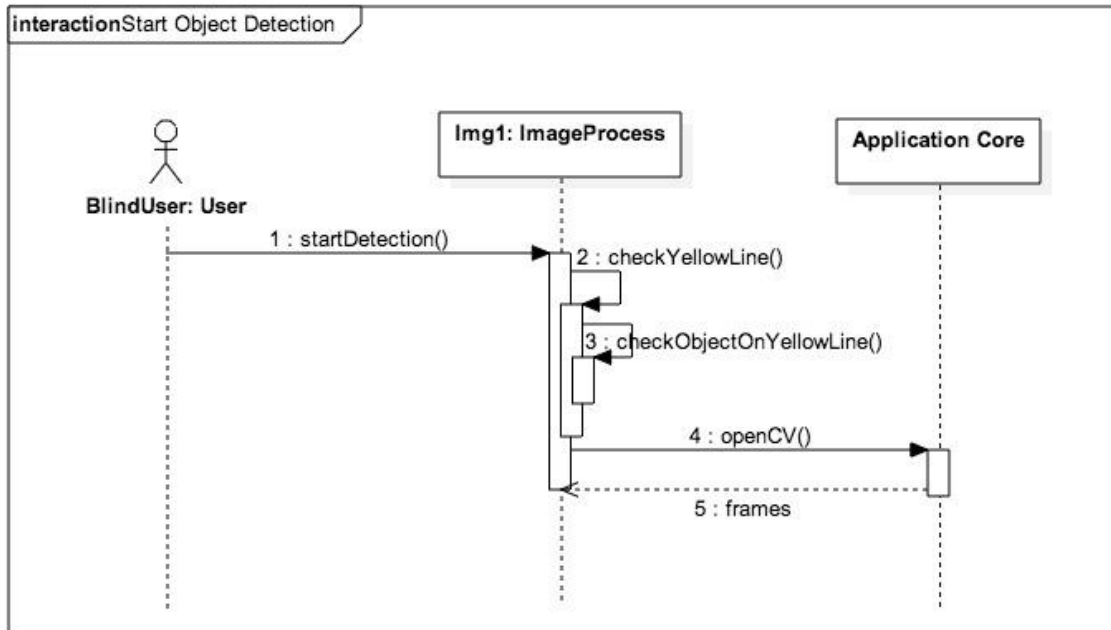 interactionStart Object Detection
Img1: ImageProcess
Application Core
BlindUser: User
1 : startDetection()
2 : checkYellowLine()
3 : checkObjectOnYellowLine()
4 : openCV()
5 : frames